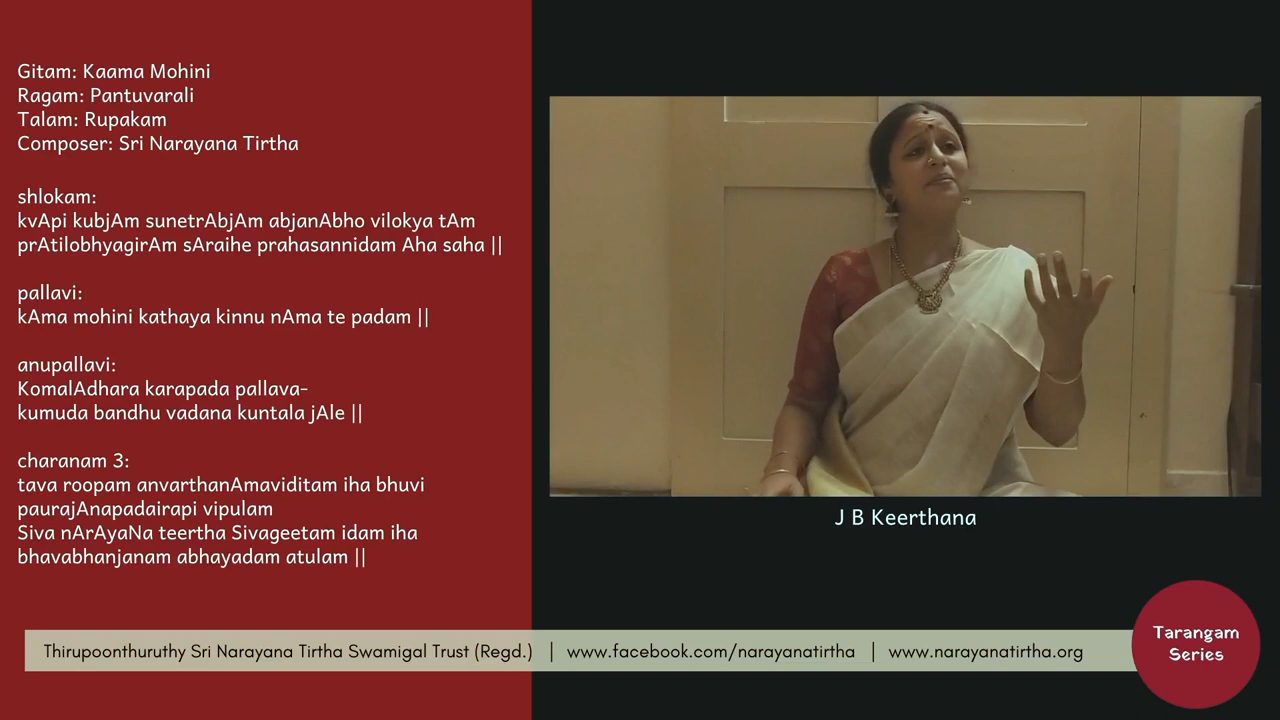 Gitam: Kaama Mohini
Ragam: Pantuvarali
Talam: Rupakam
Composer: Sri Narayana Tirtha
shlokam:
kvApi kubjAm sunetrAbjAm abjanAbho vilokya tAm
prAtilobhyagirAm sAraihe prahasannidam Aha saha ||
pallavi:
kAma mohini kathaya kinnu nAma te padam ||
anupallavi:
KomalAdhara karapada pallava-
kumuda bandhu vadana kuntala jAle ||
charanam 3:
tava roopam anvarthanAmaviditam iha bhuvi
paurajAnapadairapi vipulam
Siva nArAyaNa teertha Sivageetam idam iha
bhavabhanjanam abhayadam atulam ||
J B Keerthana
Thirupoonthuruthy Sri Narayana Tirtha Swamigal Trust (Regd.) | www.facebook.com/narayanatirtha | www.narayanatirtha.org
Tarangam
Series